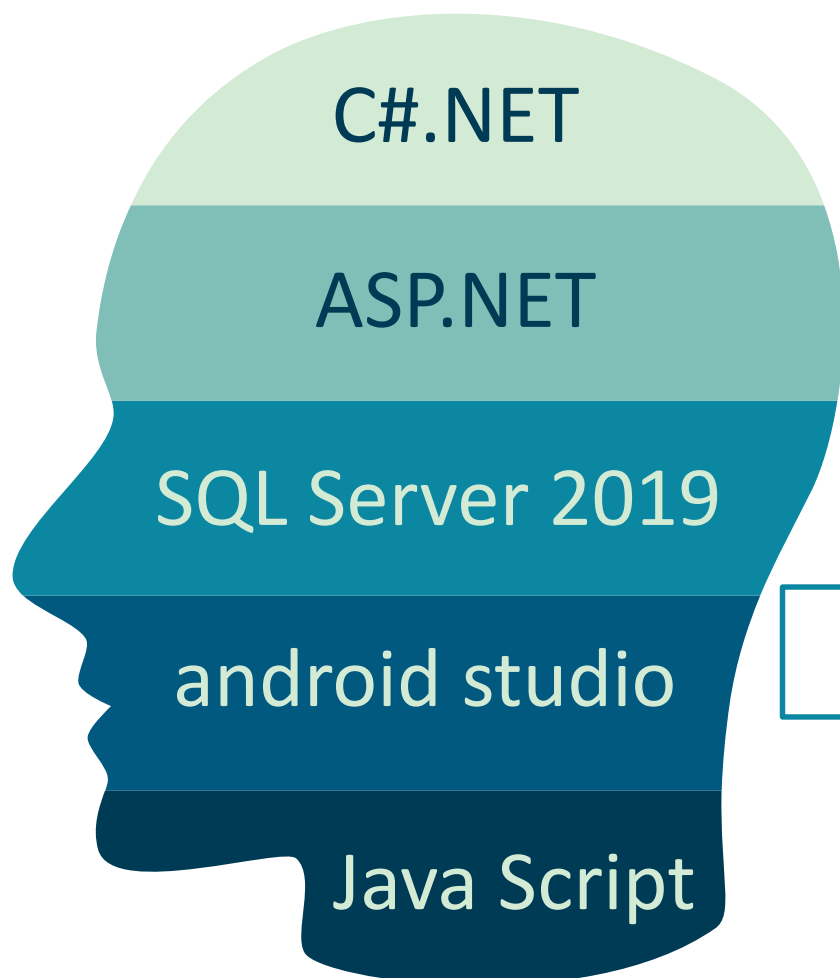 C#.NET
ASP.NET
SQL Server 2019
android studio
Java Script